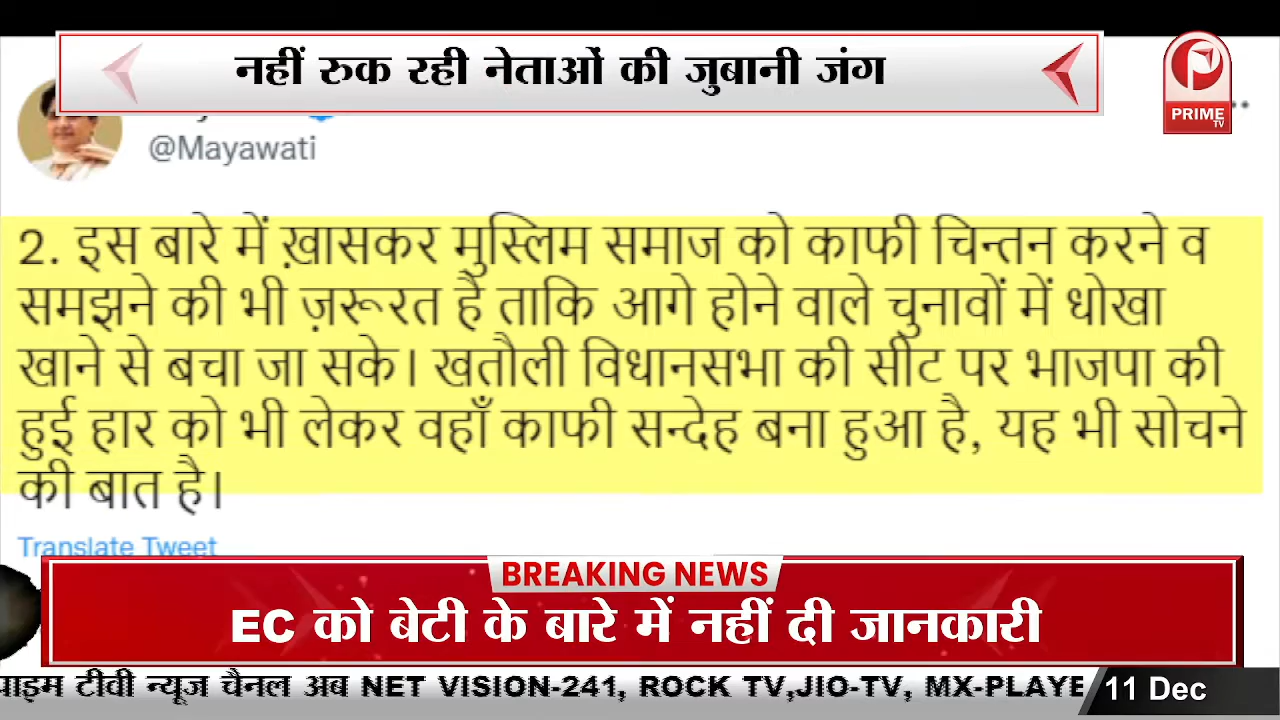 नहीं रुक रही नेताओं की जुबानी जंग
PRIME
TV
@Mayawati
2. इस बारे में ख़ासकर मुस्लिम समाज को काफी चिन्तन करने व
समझने की भी ज़रूरत है ताकि आगे होने वाले चुनावों में धोखा
खाने से बचा जा सके। खतौली विधानसभा की सीट पर भाजपा की
हुई हार को भी लेकर वहाँ काफी सन्देह बना हुआ है, यह भी सोचने
की बात है।
Translate Tweet
BREAKING NEWS
EC को बेटी के बारे में नहीं दी जानकारी
टीवी न्यूज चैनल अब NET VISION-241, ROCK TV,JIO-TV, MX-PLAYE
11 Dec